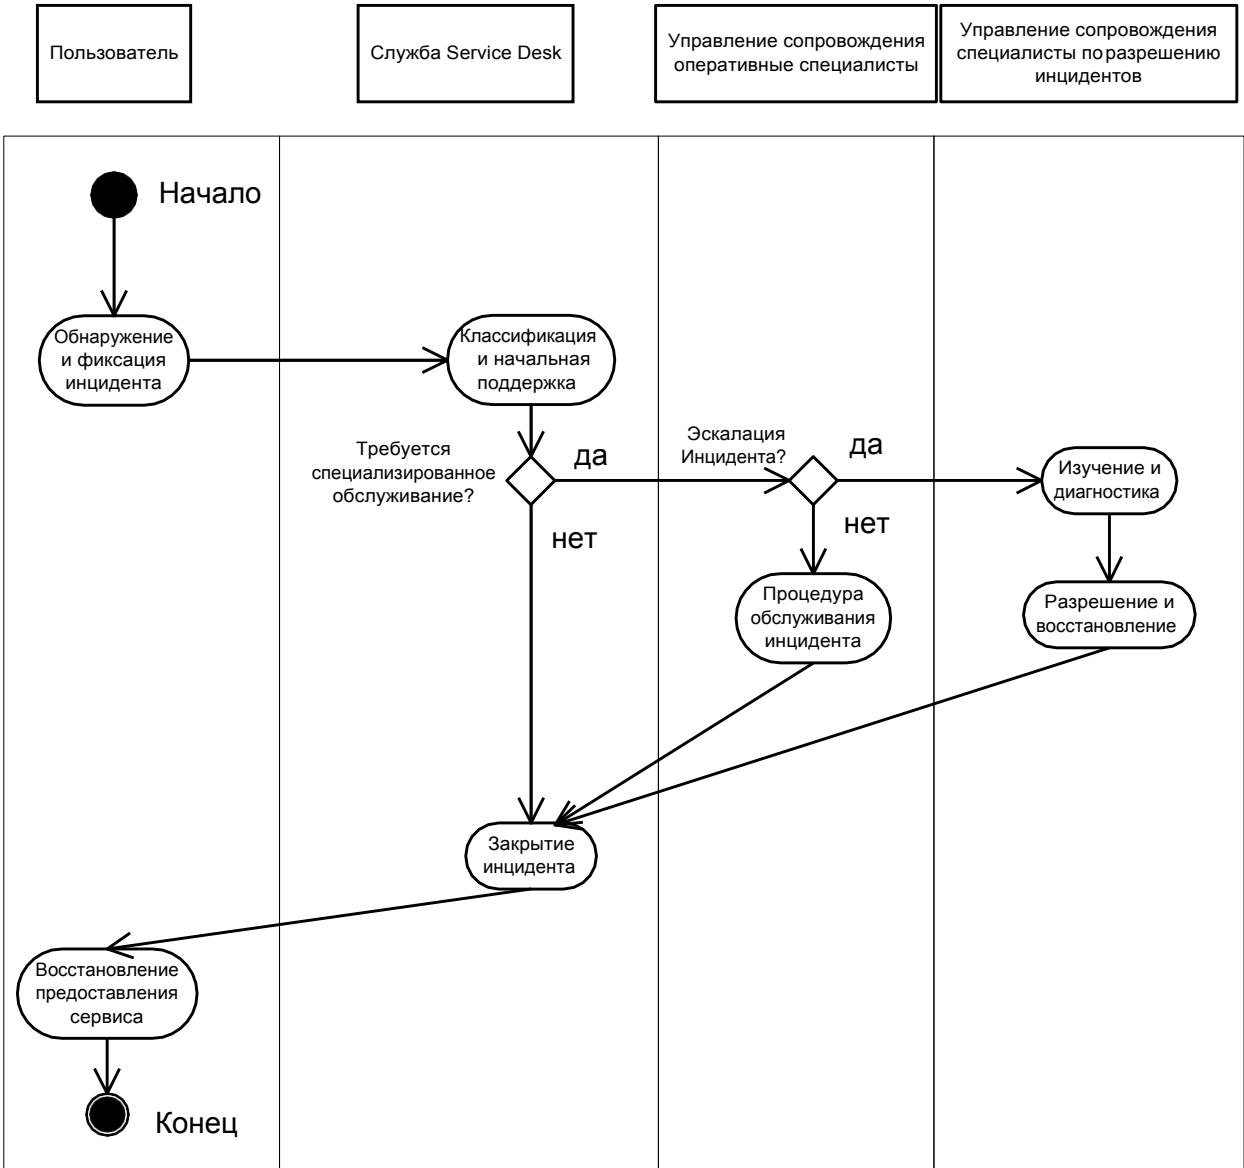 Пользователь
Служба Service Desk
Управление сопровождения
оперативные специалисты
Управление сопровождения
специалисты по разрешению
инцидентов
Начало
Обнаружение
и фиксация
инцидента
Классификация
и начальная
поддержка
Требуется
специализированное
обслуживание?
да
нет
Эскалация
Инцидента?
да
нет
Изучение и
диагностика
Процедура
обслуживания
инцидента
Разрешение и
восстановление
Закрытие
инцидента
Восстановление
предоставления
сервиса
Конец